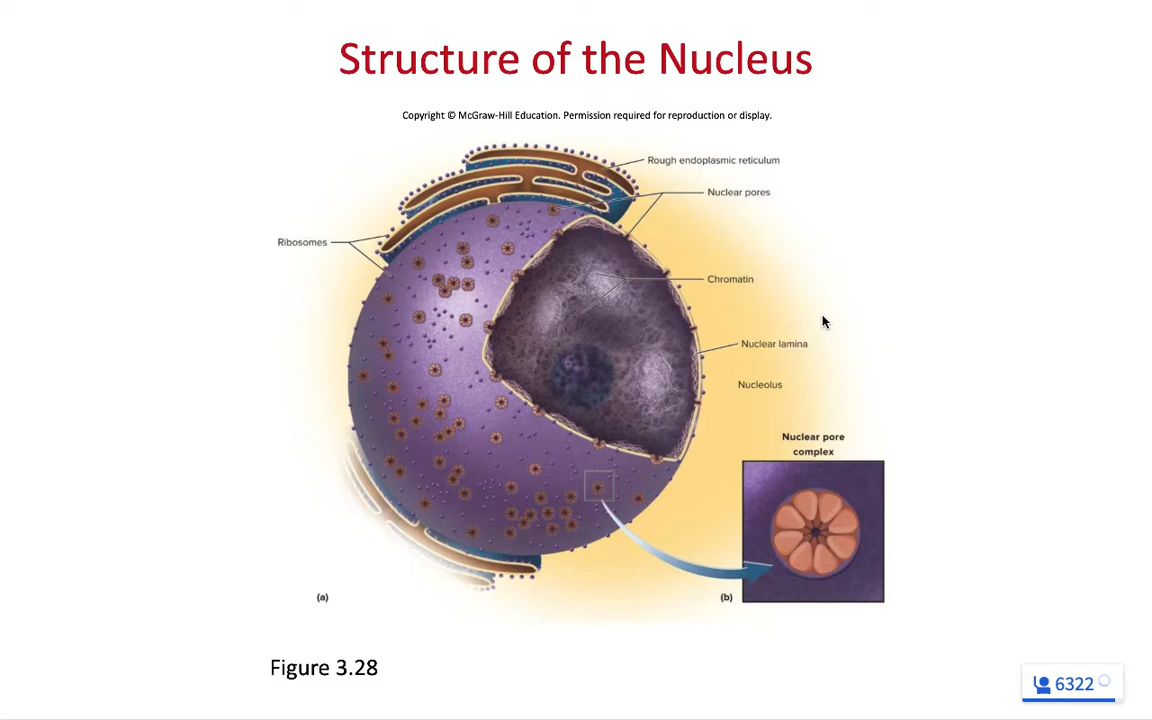 Structure of the Nucleus
Copyright © McGraw-Hill Education. Permission required for reproduction or display.
Rough endoplasmic reticulum
Nuclear pores
Ribosomes
Chromatin
Nuclear lamina
Nucleolus
Nuclear pore
complex
(a)
(b)
Figure 3.28
6322